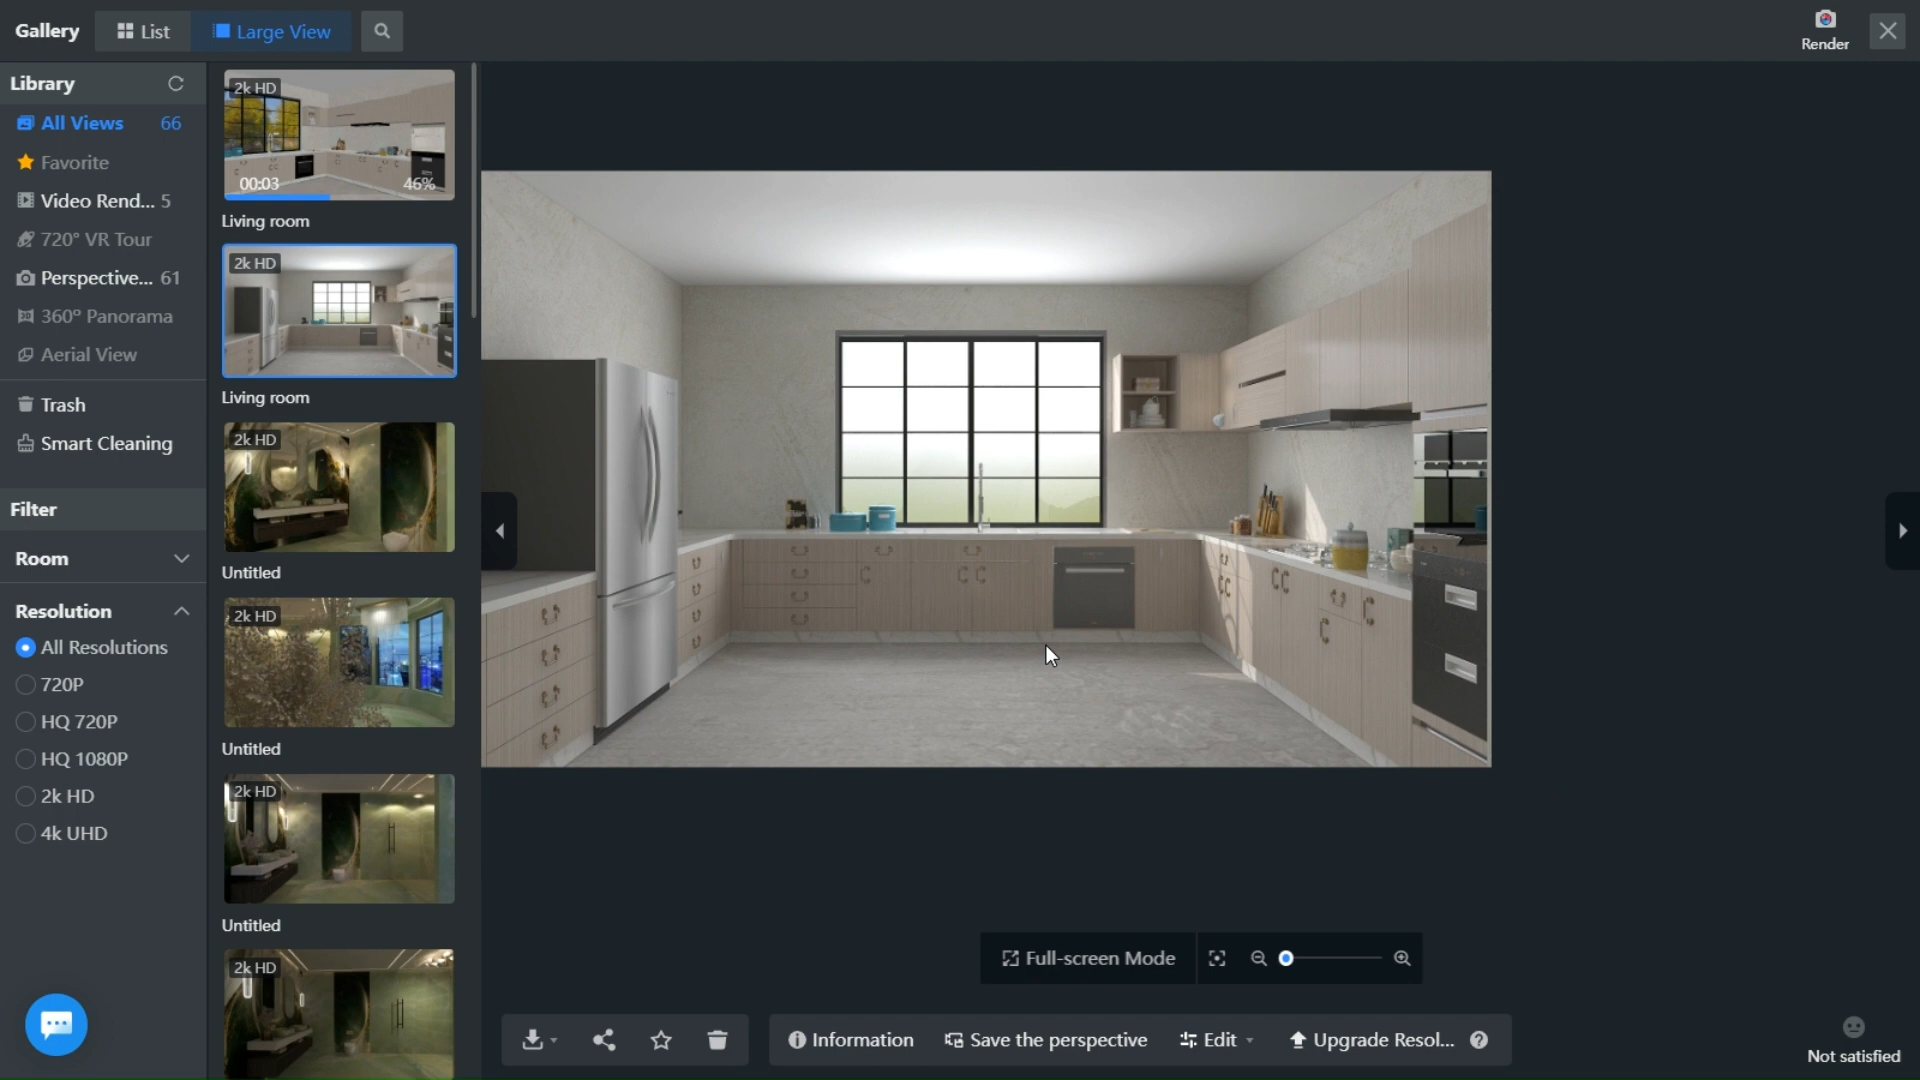 Gallery
List
Large View
Render
Library
All Views 66
Favorite
Video Rend... 5
720° VR Tour
Perspective... 61
360° Panorama
Aerial View
Trash
Smart Cleaning
Filter
Room
Resolution
All Resolutions
720P
HQ 720P
HQ 1080P
2k HD
4k UHD
2k HD
00:03 46%
Living room
2k HD
Living room
2k HD
Untitled
2k HD
Untitled
2k HD
Untitled
2k HD
Full-screen Mode
Information
Save the perspective
Edit
Upgrade Resol...
Not satisfied